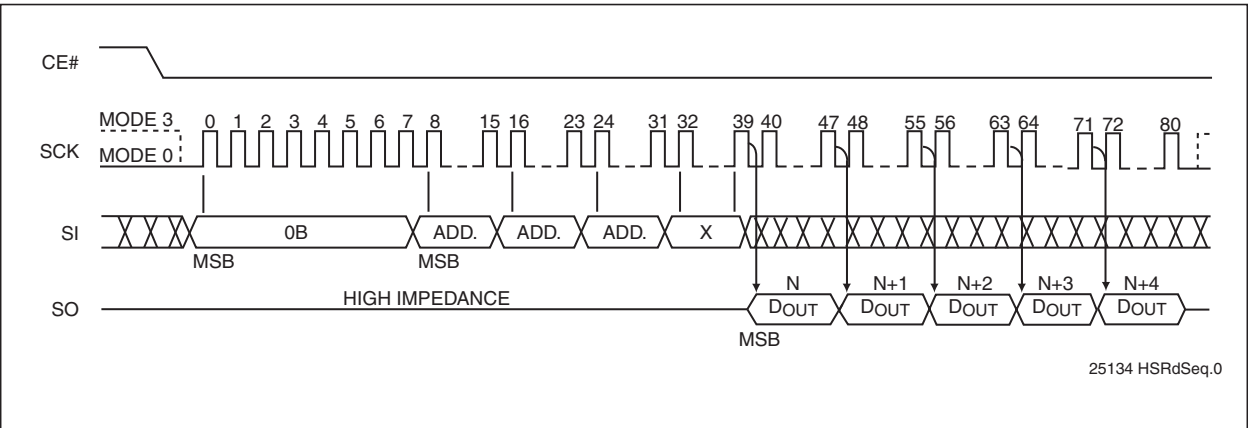 CE#
MODE 3 0 1 2 3 4 5 6 7 8 15 16 23 24 31 32 39 40 47 48 55 56 63 64 71 72 80
SCK MODE 0
SI 0B ADD. ADD. ADD. X
MSB MSB
N N+1 N+2 N+3 N+4
SO HIGH IMPEDANCE DOUT DOUT DOUT DOUT DOUT
MSB
25134 HSRdSeq.0